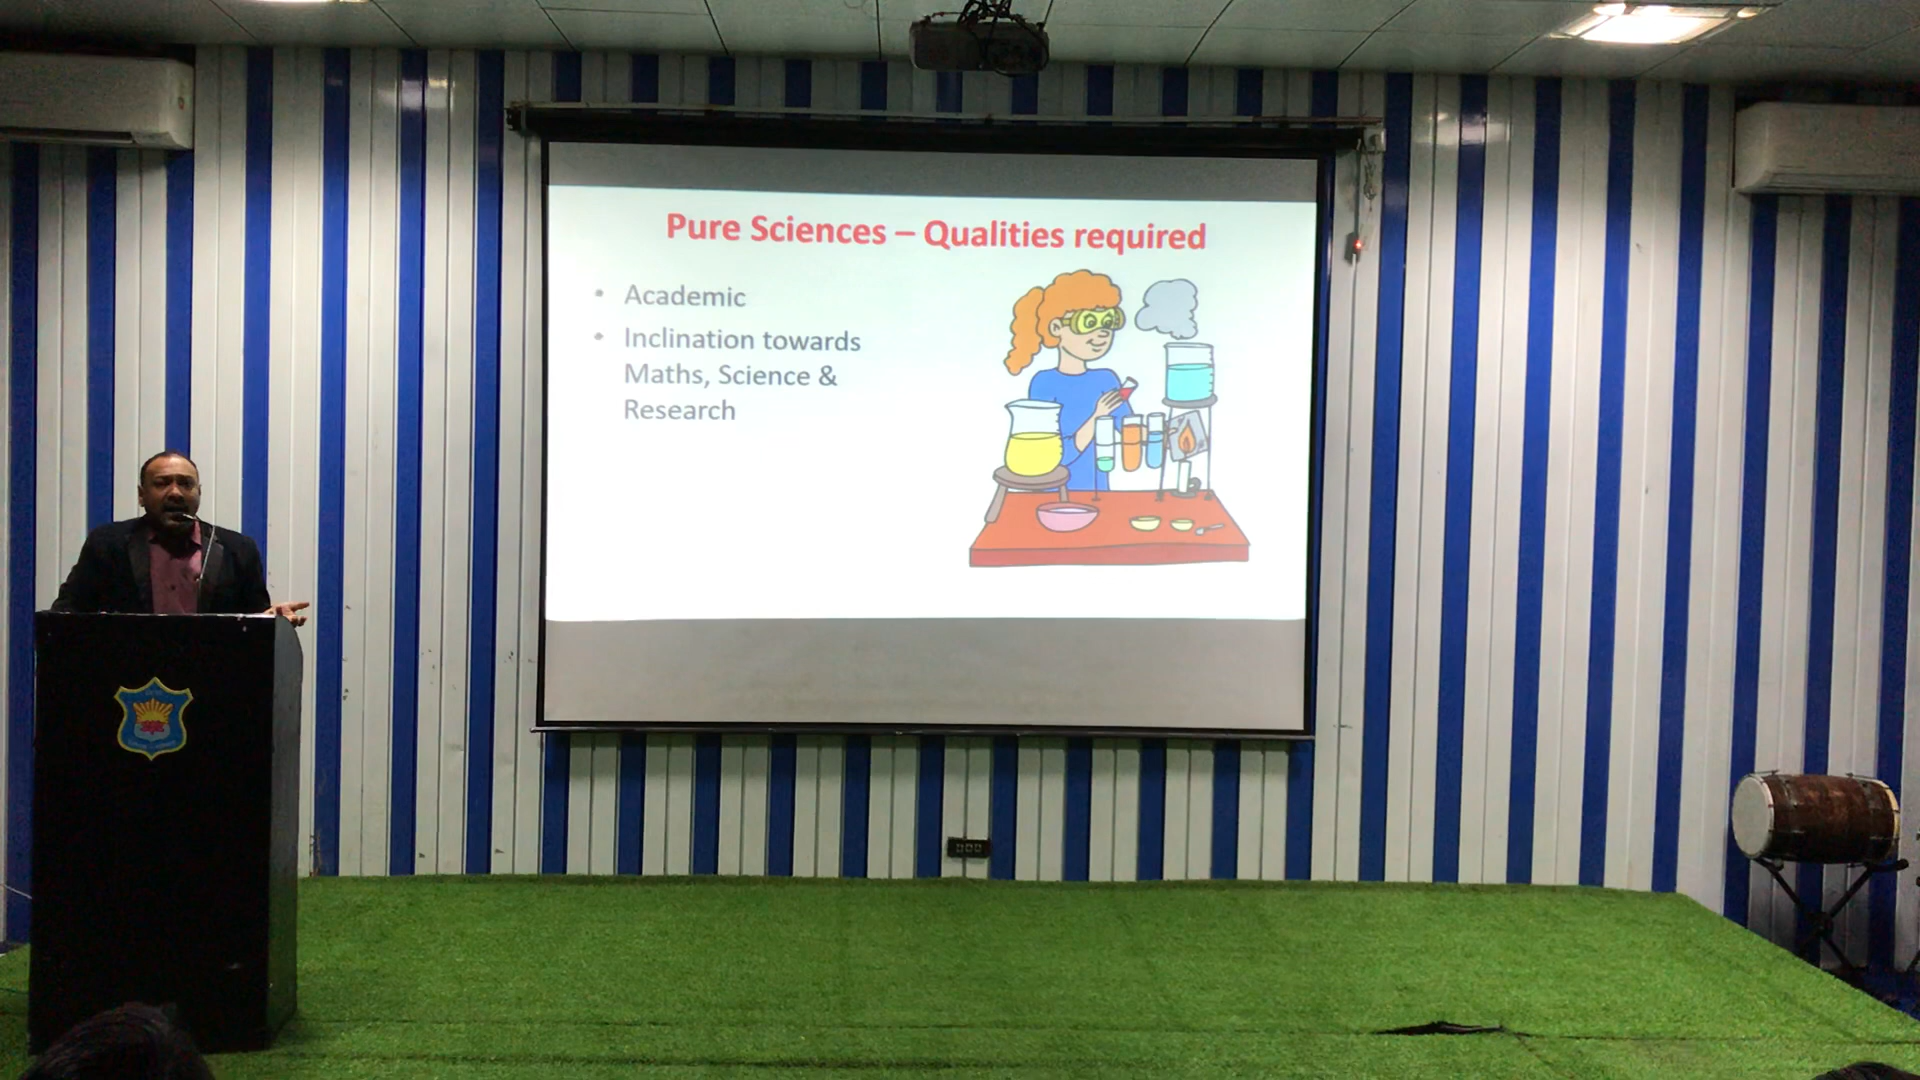 Pure Sciences – Qualities required
• Academic
• Inclination towards
Maths, Science &
Research